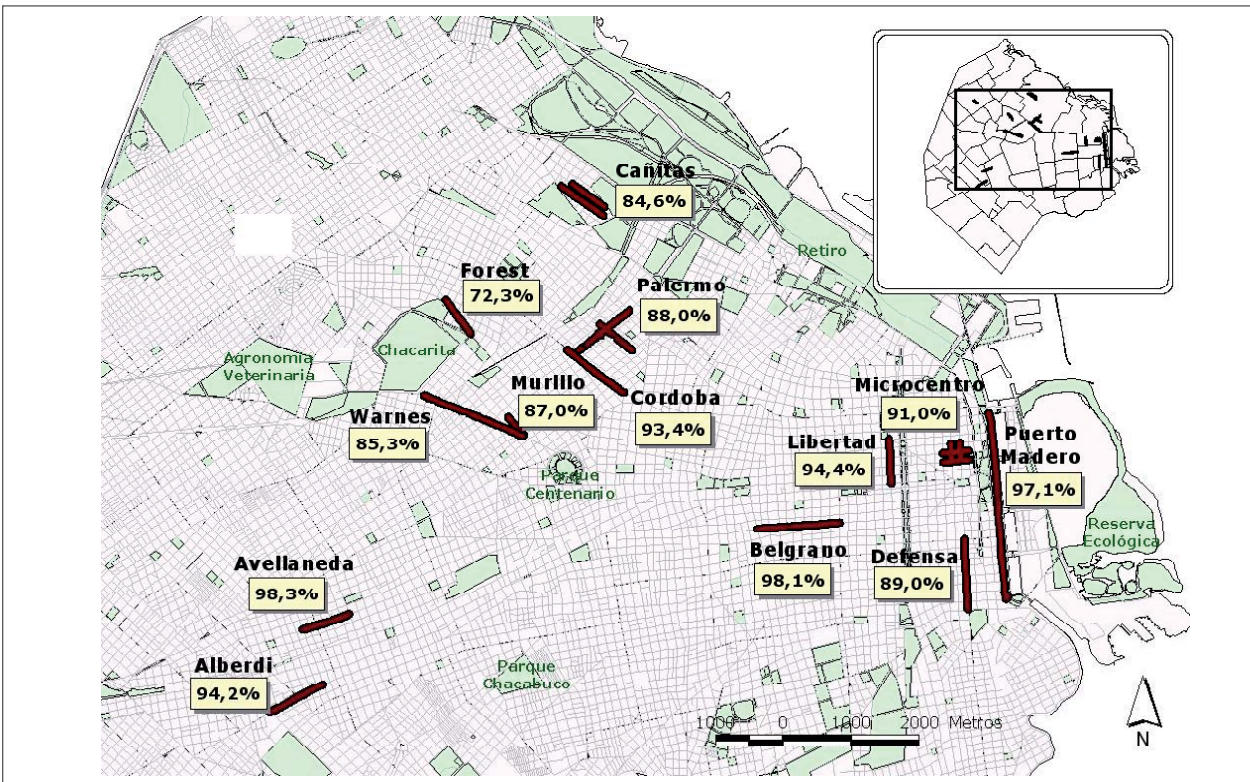 Cañitas
84,6%
Retiro
Forest
72,3%
Palermo
88,0%
Chacarita
Agronomia
Veterinaria
Murillo
87,0%
Cordoba
93,4%
Warnes
85,3%
Microcentro
91,0%
Libertad
94,4%
Puerto
Madero
97,1%
Parque
Centenario
Reserva
Ecológica
Belgrano
98,1%
Defensa
89,0%
Avellaneda
98,3%
Alberdi
94,2%
Parque
Chacabuco
1000 0 1000 2000 Metros
N